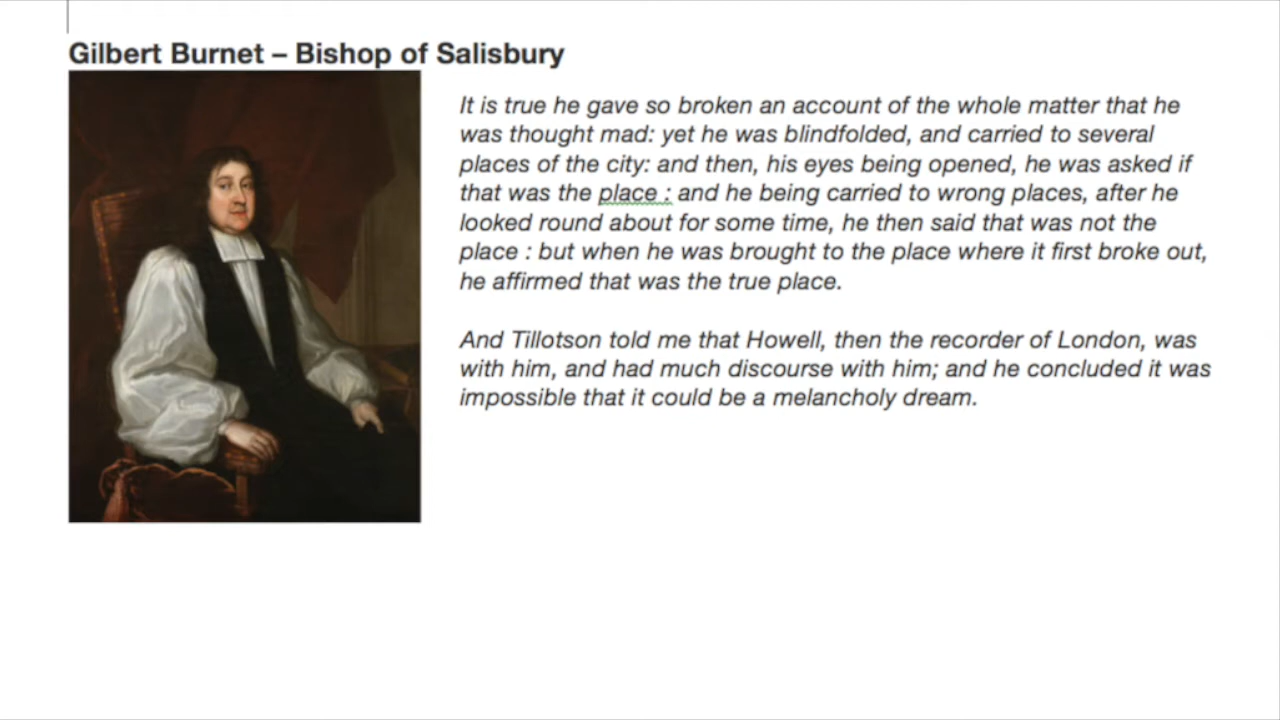 Gilbert Burnet – Bishop of Salisbury
It is true he gave so broken an account of the whole matter that he
was thought mad: yet he was blindfolded, and carried to several
places of the city: and then, his eyes being opened, he was asked if
that was the place : and he being carried to wrong places, after he
looked round about for some time, he then said that was not the
place : but when he was brought to the place where it first broke out,
he affirmed that was the true place.
And Tillotson told me that Howell, then the recorder of London, was
with him, and had much discourse with him; and he concluded it was
impossible that it could be a melancholy dream.